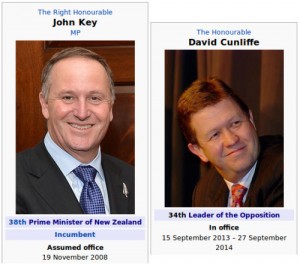 The Right Honourable
John Key
MP
38th Prime Minister of New Zealand
Incumbent
Assumed office
19 November 2008
The Honourable
David Cunliffe
34th Leader of the Opposition
In office
15 September 2013 – 27 September
2014